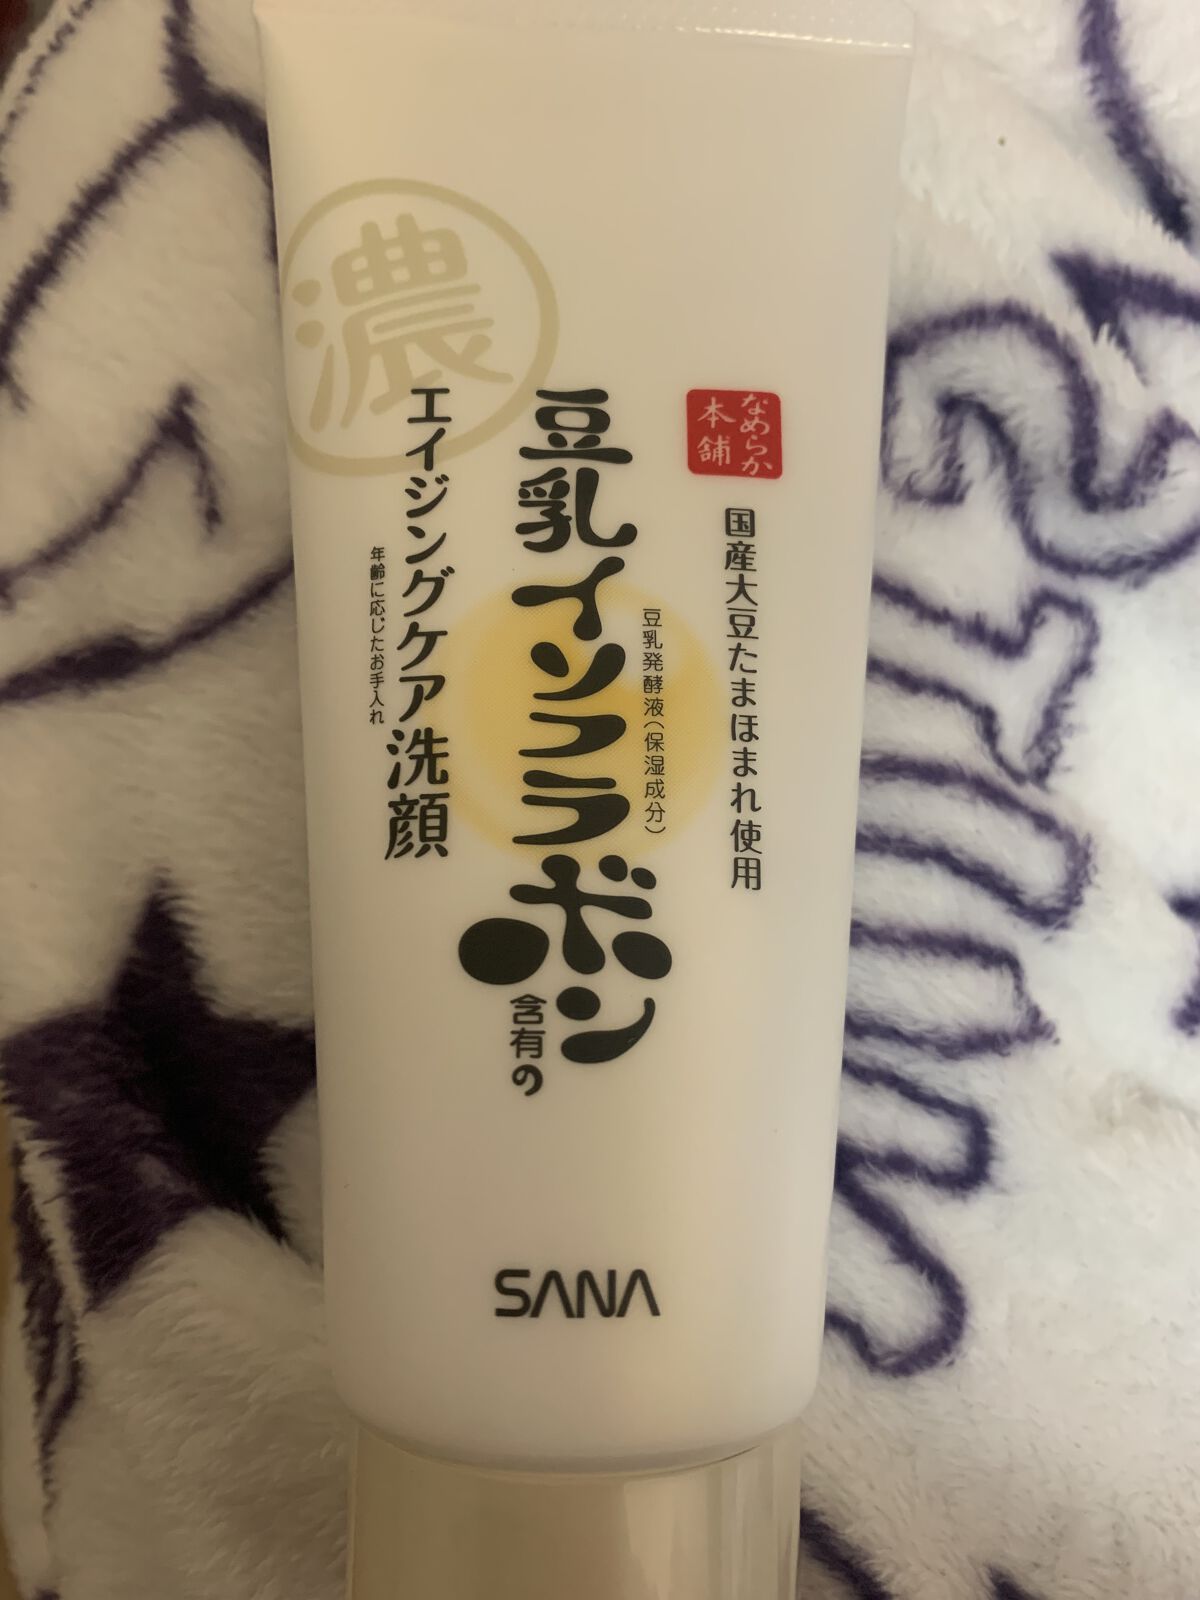 濃
なめらか
本舗
国産大豆たまほまれ使用
豆乳発酵液(保湿成分)
豆乳イソフラボン
含有の
エイジングケア洗顔
年齢に応じたお手入れ
SANA